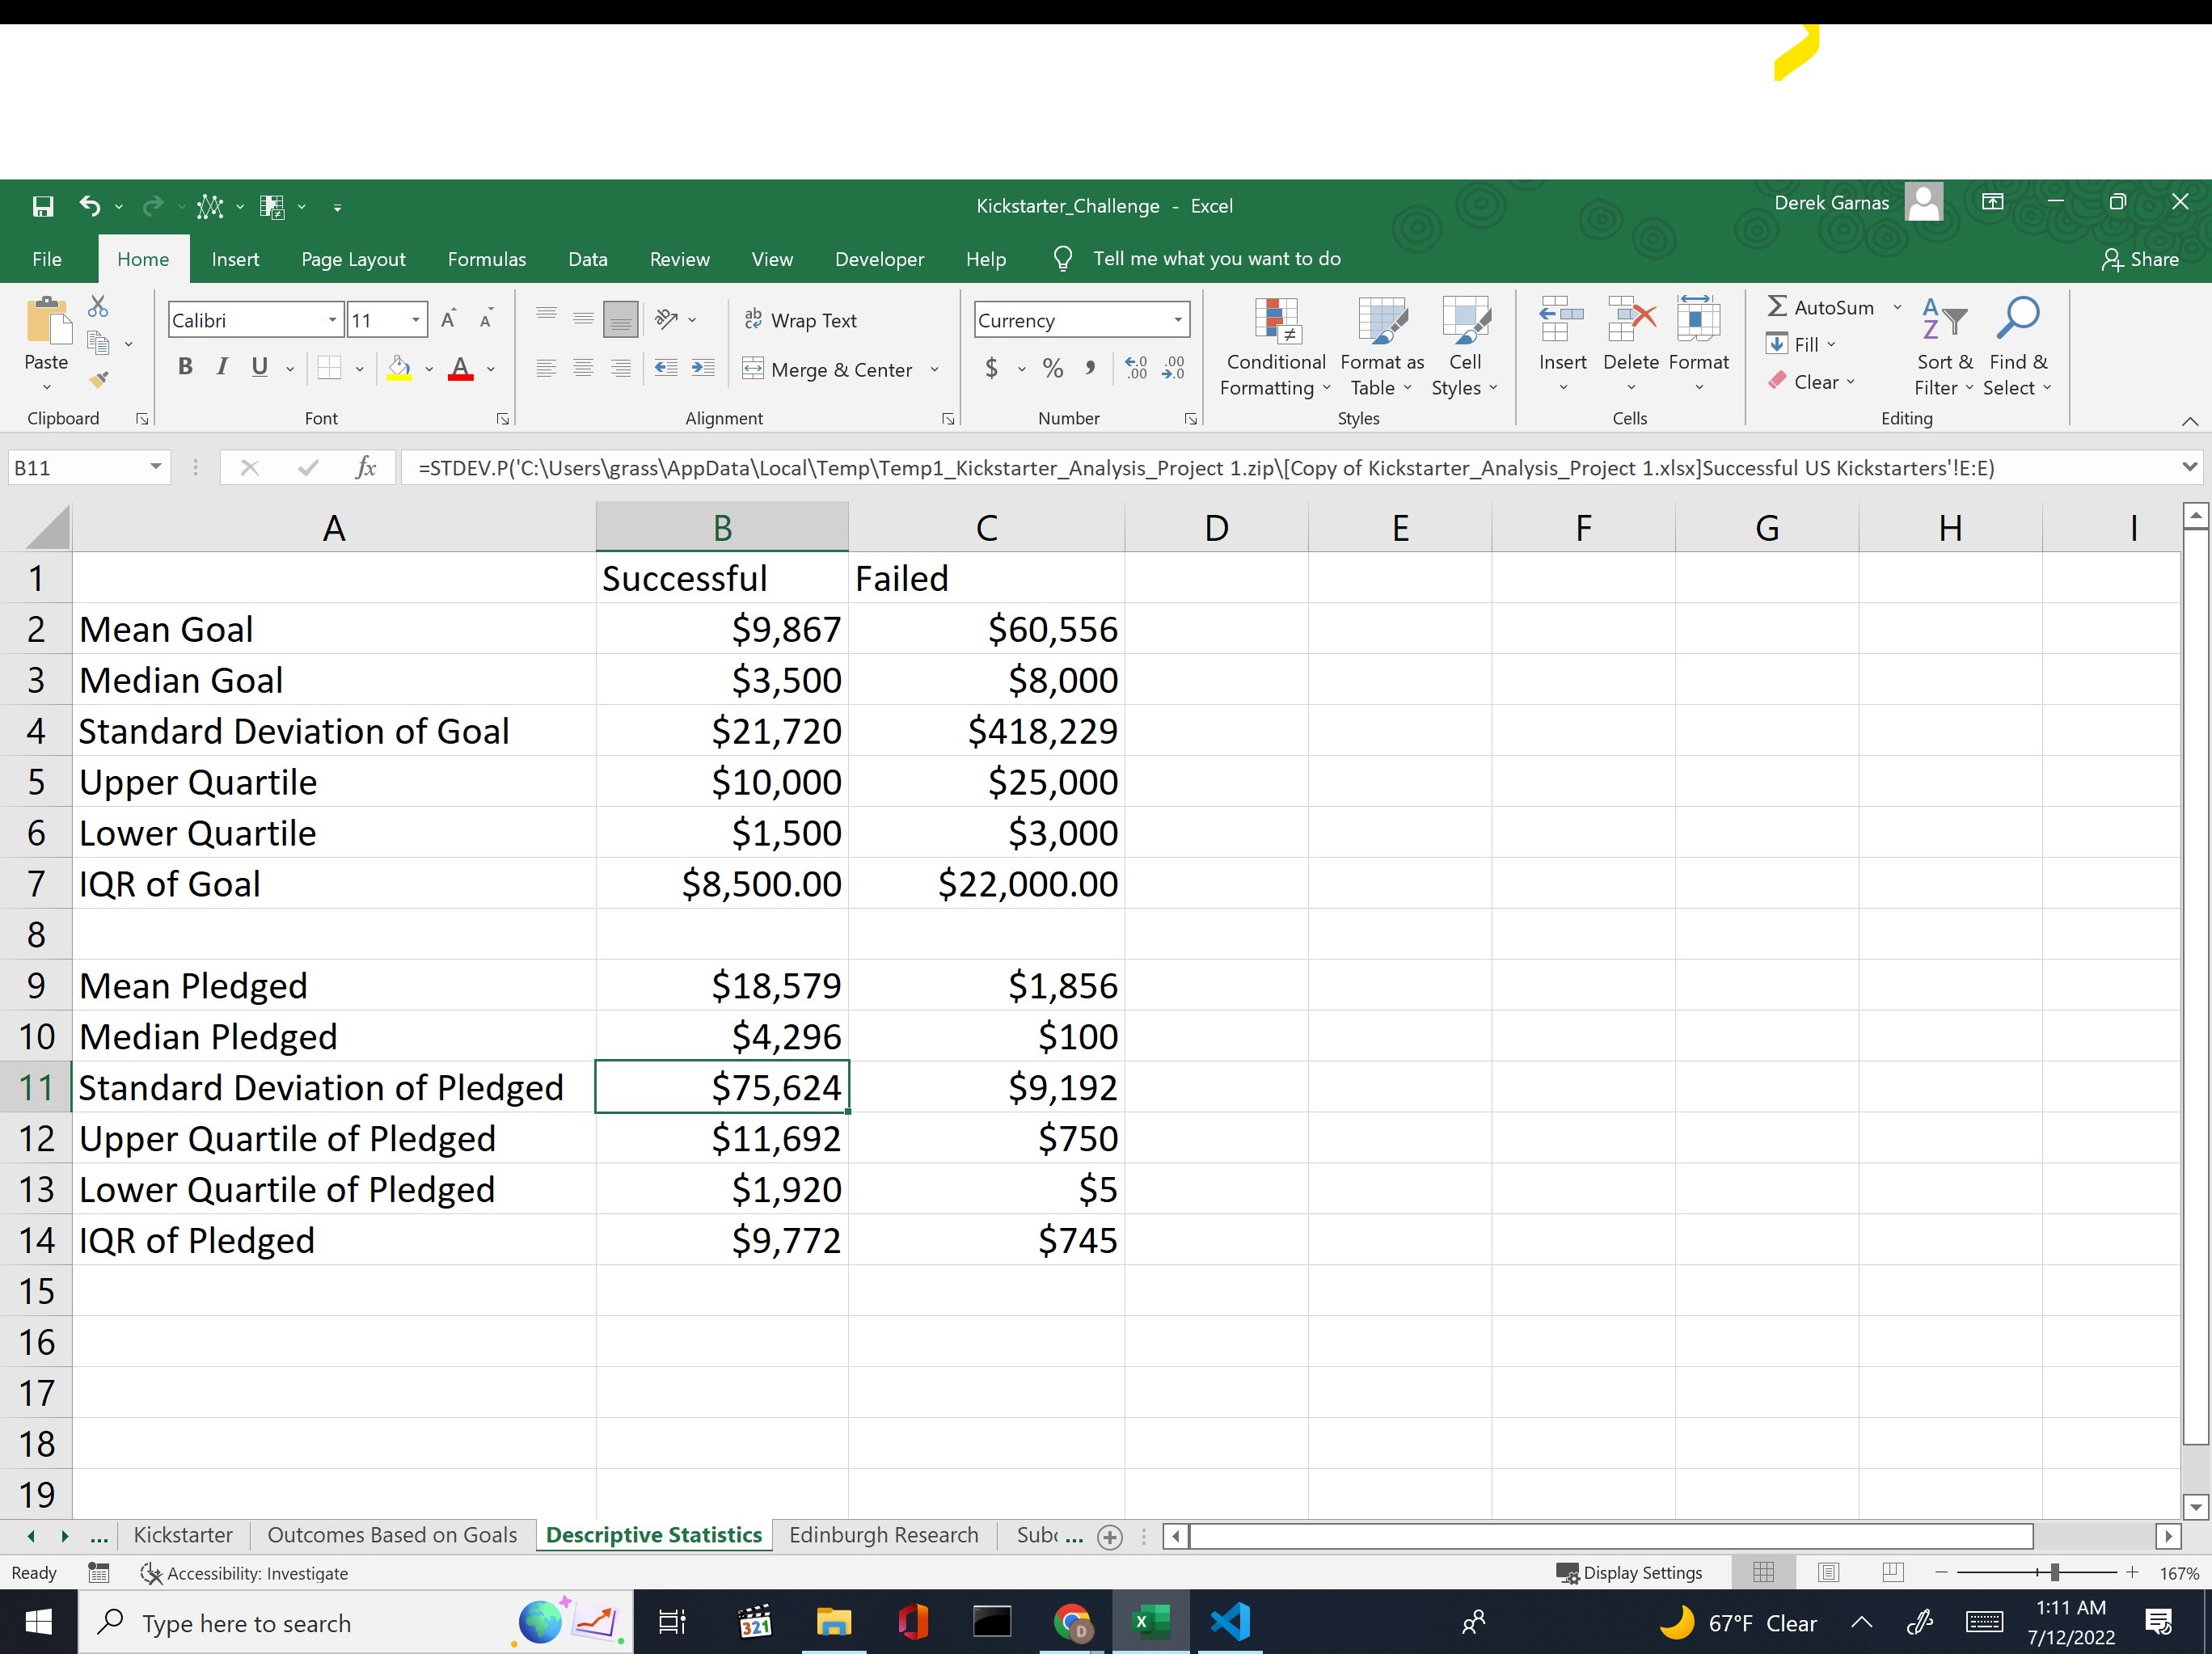 Kickstarter_Challenge - Excel
Derek Garnas
File Home Insert Page Layout Formulas Data Review View Developer Help Tell me what you want to do Share
Calibri 11 Wrap Text Currency AutoSum
Paste B I U A Merge & Center $ % Conditional Formatting Format as Table Cell Styles Insert Delete Format Fill Clear Sort & Filter Find & Select
Clipboard Font Alignment Number Styles Cells Editing
B11 fx =STDEV.P('C:\Users\grass\AppData\Local\Temp\Temp1_Kickstarter_Analysis_Project 1.zip\[Copy of Kickstarter_Analysis_Project 1.xlsx]Successful US Kickstarters'!E:E)
A B C D E F G H I
1 Successful Failed
2 Mean Goal $9,867 $60,556
3 Median Goal $3,500 $8,000
4 Standard Deviation of Goal $21,720 $418,229
5 Upper Quartile $10,000 $25,000
6 Lower Quartile $1,500 $3,000
7 IQR of Goal $8,500.00 $22,000.00
8
9 Mean Pledged $18,579 $1,856
10 Median Pledged $4,296 $100
11 Standard Deviation of Pledged $75,624 $9,192
12 Upper Quartile of Pledged $11,692 $750
13 Lower Quartile of Pledged $1,920 $5
14 IQR of Pledged $9,772 $745
15
16
17
18
19
... Kickstarter Outcomes Based on Goals Descriptive Statistics Edinburgh Research Subc ...
Ready Accessibility: Investigate Display Settings 167%
Type here to search 67°F Clear 1:11 AM
7/12/2022